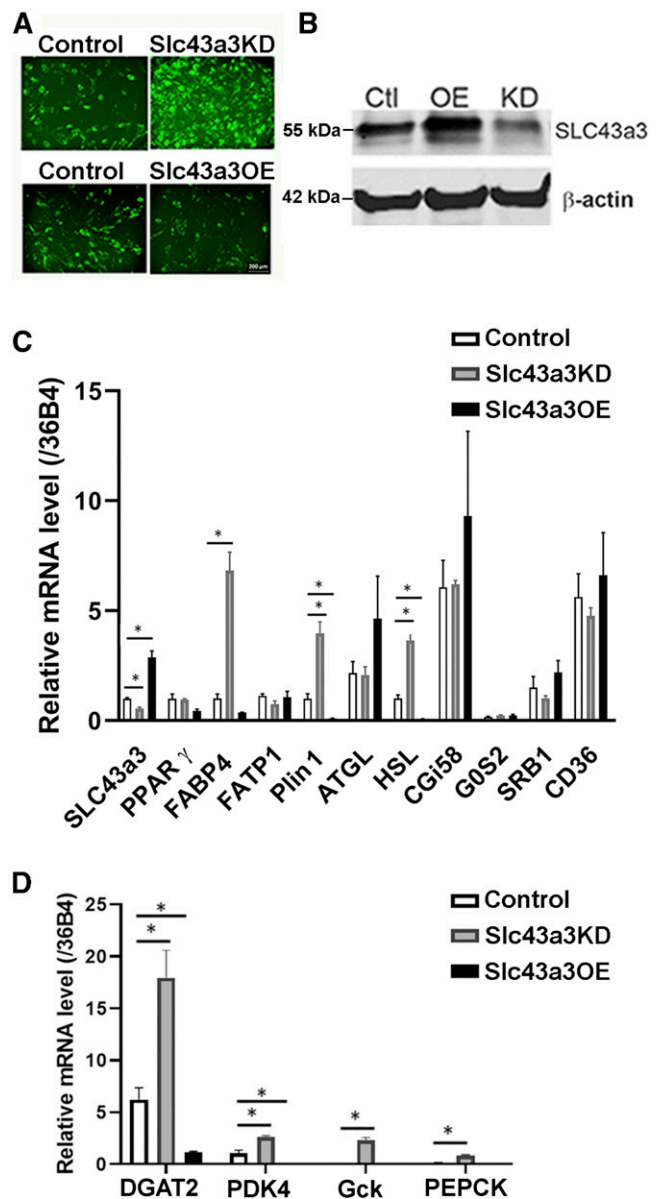 A
Control Slc43a3KD
Control Slc43a3OE
200 μm
B
Ctl OE KD
55 kDa SLC43a3
42 kDa β-actin
C
Control
Slc43a3KD
Slc43a3OE
Relative mRNA level (/36B4)
15
10
5
0
* * * * * * *
SLC43a3 PPAR γ FABP4 FATP1 Plin1 ATGL HSL CGi58 G0S2 SRB1 CD36
D
Control
Slc43a3KD
Slc43a3OE
Relative mRNA level (/36B4)
25
20
15
10
5
0
* * * * * *
DGAT2 PDK4 Gck PEPCK